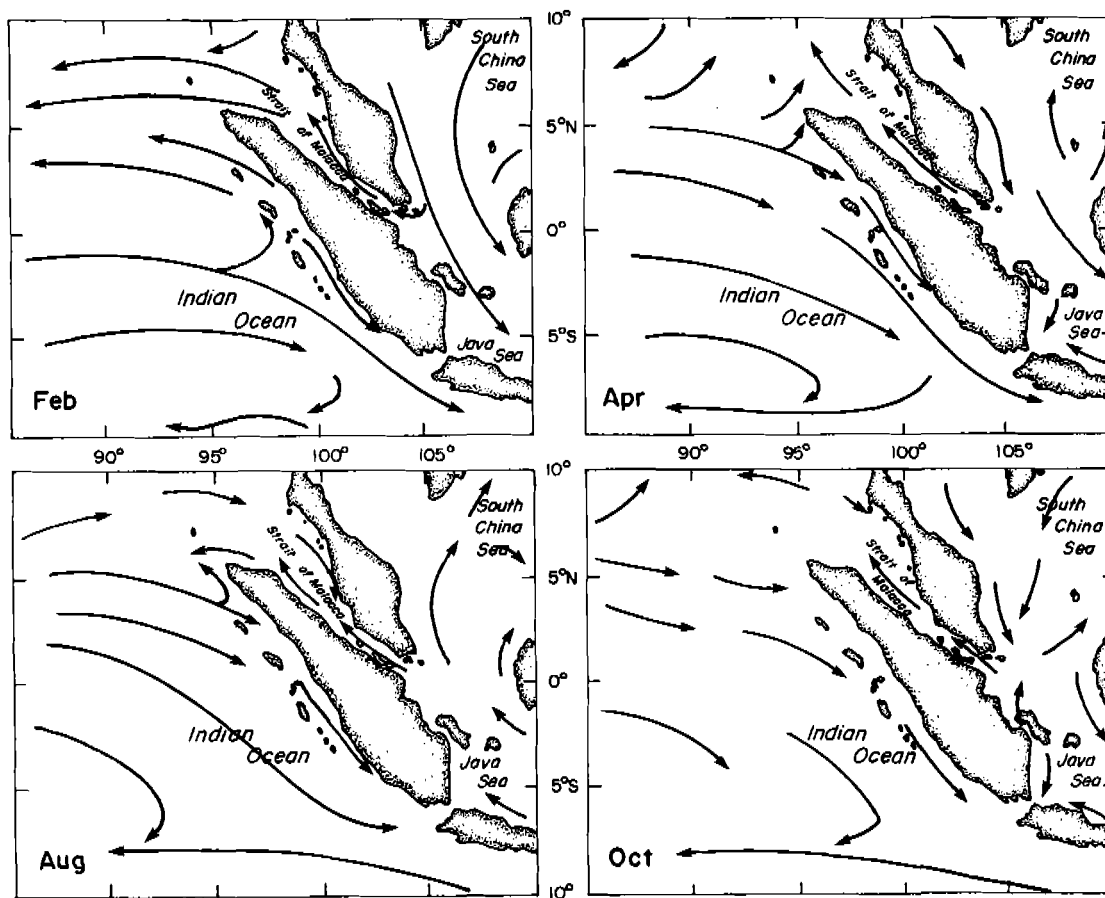 10°
South
China
Sea
Strait of Malacca
5°N
0°
Indian
Ocean
Java
Sea
5°S
Feb
South
China
Sea
Strait of Malacca
Indian
Ocean
Java
Sea
Apr
90° 95° 100° 105°
90° 95° 100° 105°
10°
South
China
Sea
Strait of Malacca
5°N
0°
Indian
Ocean
Java
Sea
5°S
Aug
10°
South
China
Sea
Strait of
Malacca
Indian
Ocean
Java
Sea.
Oct